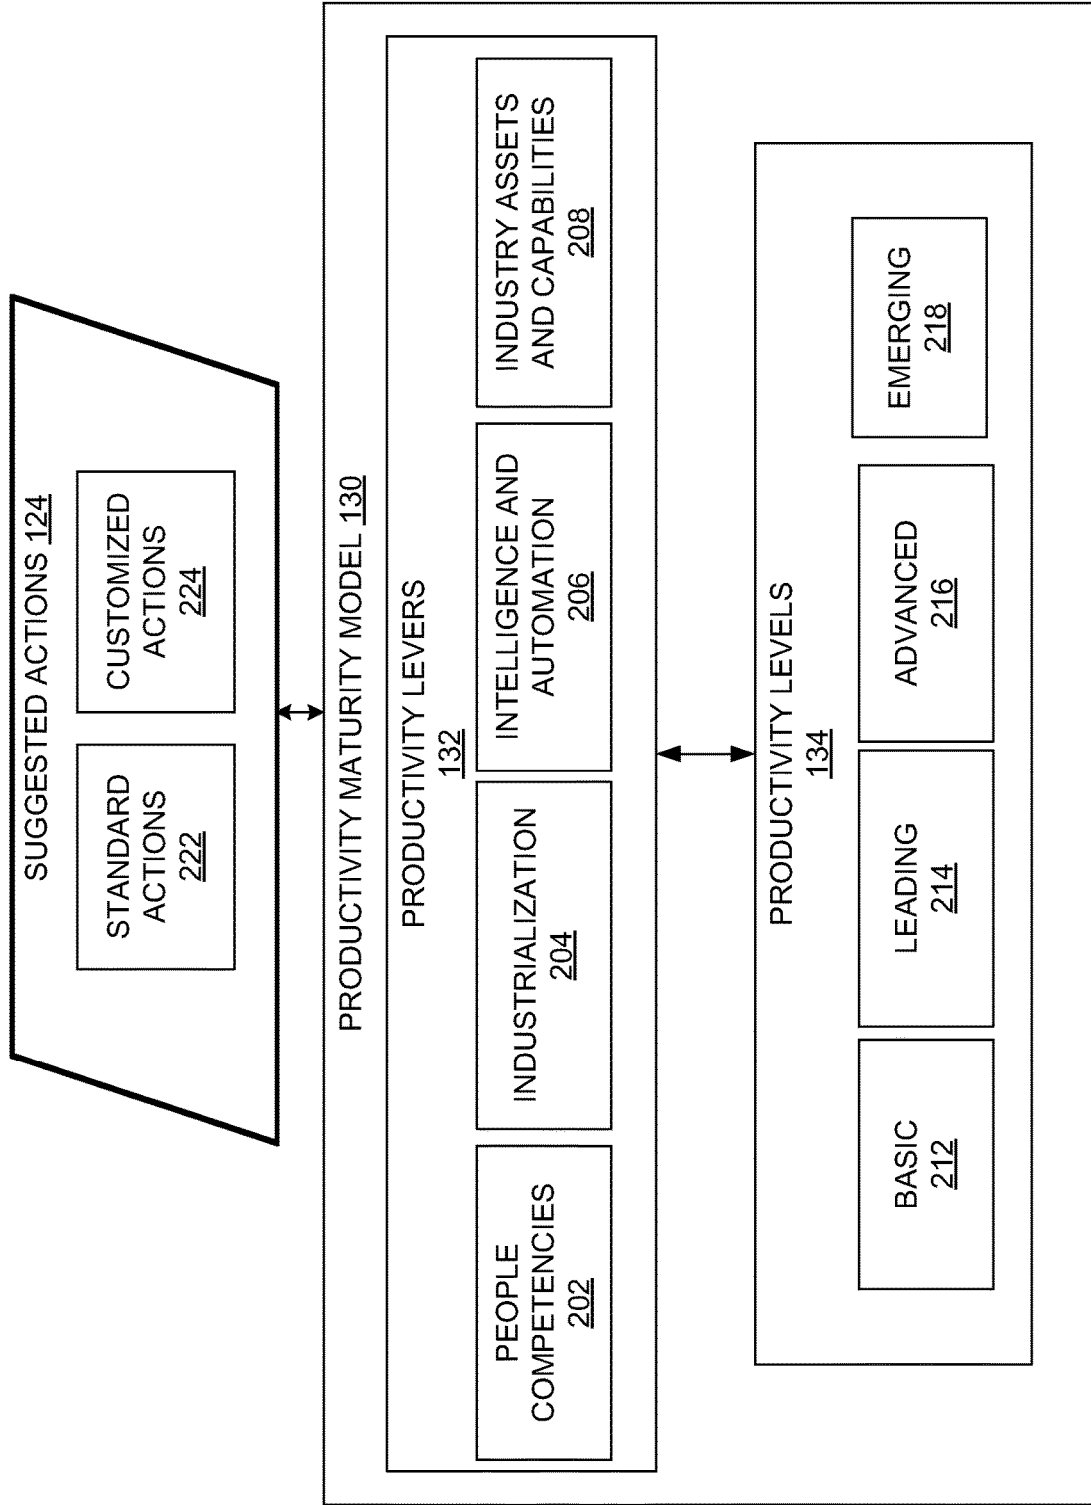 SUGGESTED ACTIONS 124
STANDARD
ACTIONS
222
CUSTOMIZED
ACTIONS
224
PRODUCTIVITY MATURITY MODEL 130
PRODUCTIVITY LEVERS
132
PEOPLE
COMPETENCIES
202
INDUSTRIALIZATION
204
INTELLIGENCE AND
AUTOMATION
206
INDUSTRY ASSETS
AND CAPABILITIES
208
PRODUCTIVITY LEVELS
134
BASIC
212
LEADING
214
ADVANCED
216
EMERGING
218